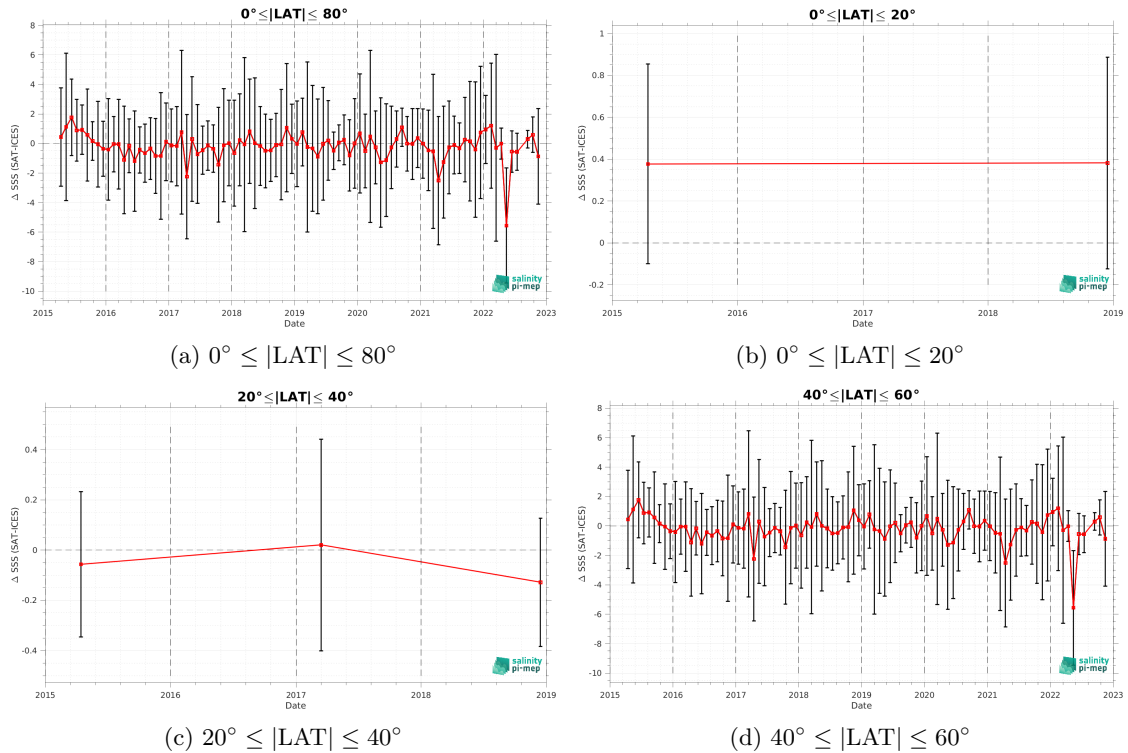 0°≤|LAT|≤ 80°
8
6
4
2
0
-2
-4
-6
-8
-10
Δ SSS (SAT-ICES)
2015 2016 2017 2018 2019 2020 2021 2022 2023
Date
salinity
pi-mep
(a) 0° ≤ |LAT| ≤ 80°
0°≤|LAT|≤ 20°
1
0.8
0.6
0.4
0.2
0
-0.2
Δ SSS (SAT-ICES)
2015 2016 2017 2018 2019
Date
salinity
pi-mep
(b) 0° ≤ |LAT| ≤ 20°
20°≤|LAT|≤ 40°
0.4
0.2
0
-0.2
-0.4
Δ SSS (SAT-ICES)
2015 2016 2017 2018 2019
Date
salinity
pi-mep
(c) 20° ≤ |LAT| ≤ 40°
40°≤|LAT|≤ 60°
8
6
4
2
0
-2
-4
-6
-8
-10
Δ SSS (SAT-ICES)
2015 2016 2017 2018 2019 2020 2021 2022 2023
Date
salinity
pi-mep
(d) 40° ≤ |LAT| ≤ 60°